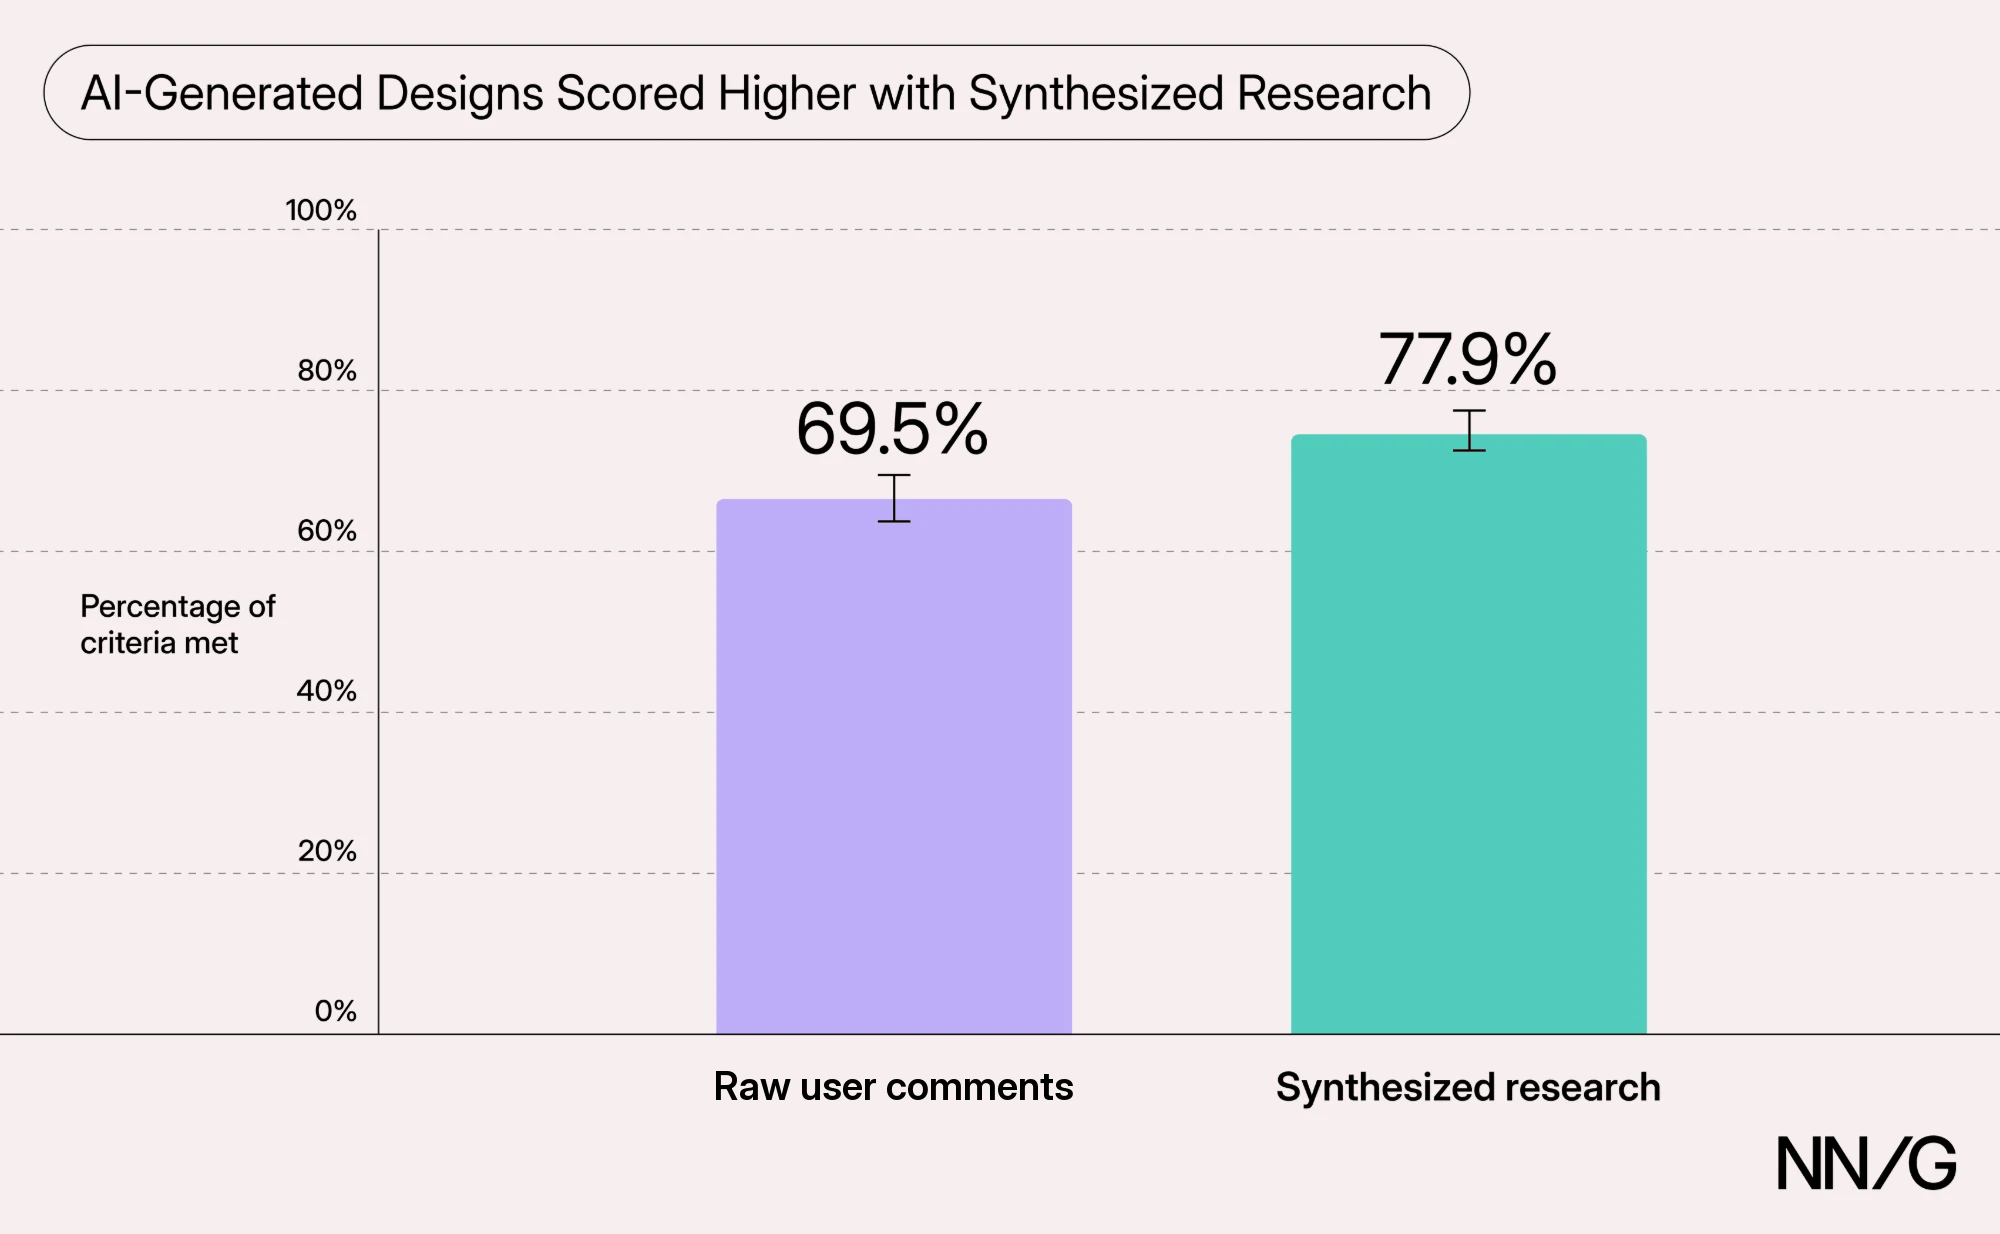 AI-Generated Designs Scored Higher with Synthesized Research
100%
77.9%
80%
69.5%
60%
Percentage of
criteria met
40%
20%
0%
Raw user comments
Synthesized research
NN/G